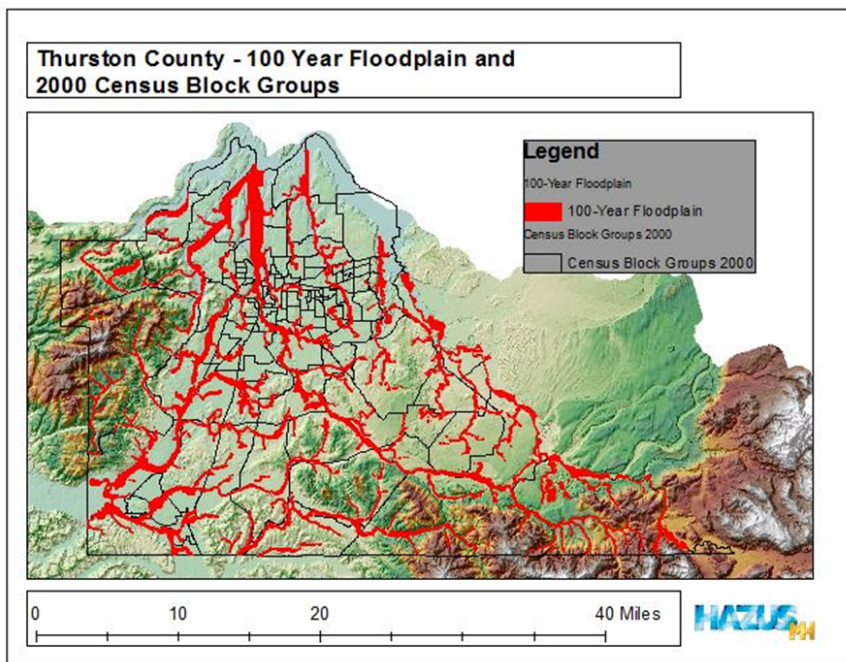 Thurston County - 100 Year Floodplain and
2000 Census Block Groups
Legend
100-Year Floodplain
100-Year Floodplain
Census Block Groups 2000
Census Block Groups 2000
0 10 20 40 Miles
HAZUS MH